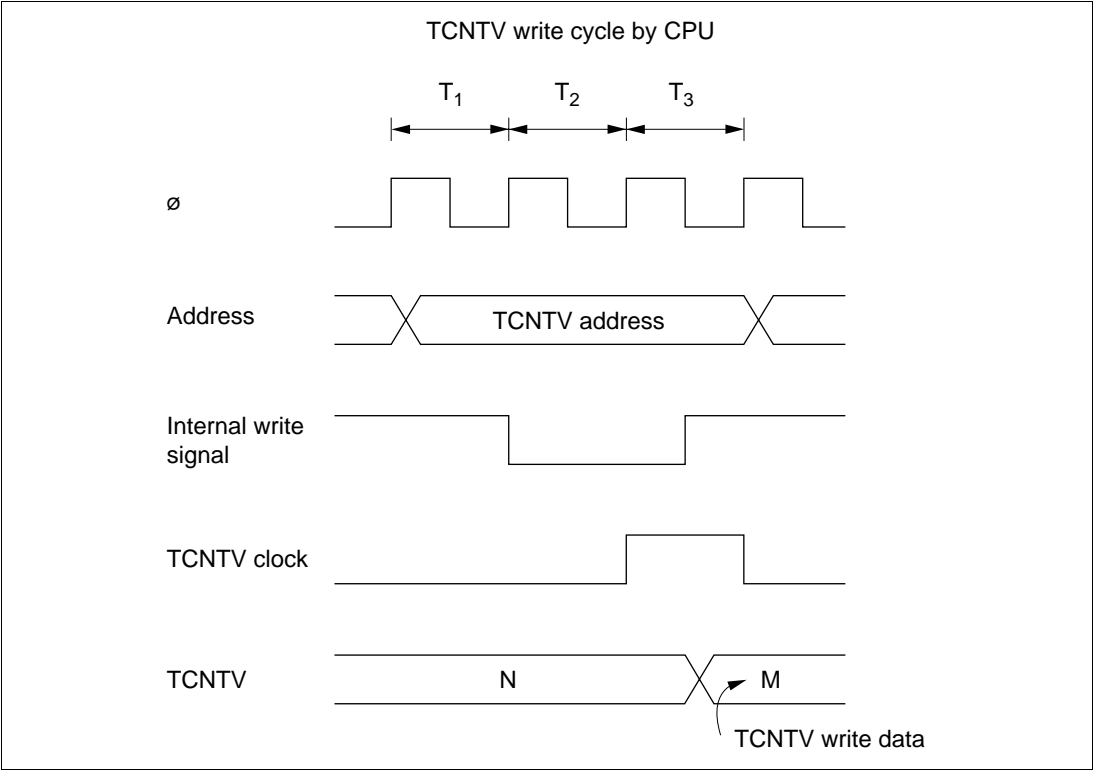 TCNTV write cycle by CPU
T1 T2 T3
ø
Address
TCNTV address
Internal write
signal
TCNTV clock
TCNTV
N
M
TCNTV write data